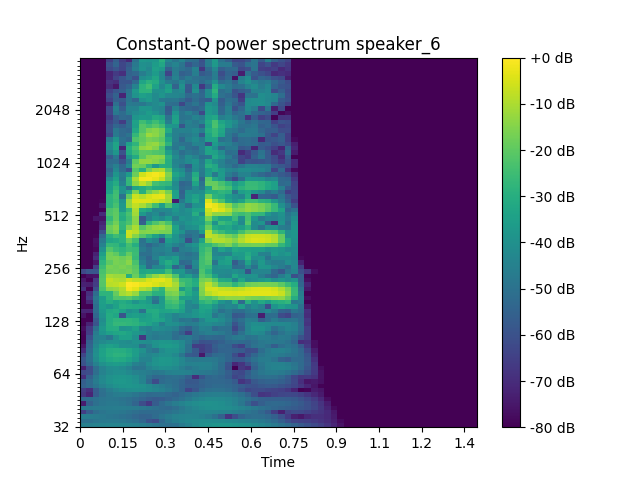 Constant-Q power spectrum speaker_6
Hz
2048
1024
512
256
128
64
32
0 0.15 0.3 0.45 0.6 0.75 0.9 1.1 1.2 1.4
Time
+0 dB
-10 dB
-20 dB
-30 dB
-40 dB
-50 dB
-60 dB
-70 dB
-80 dB